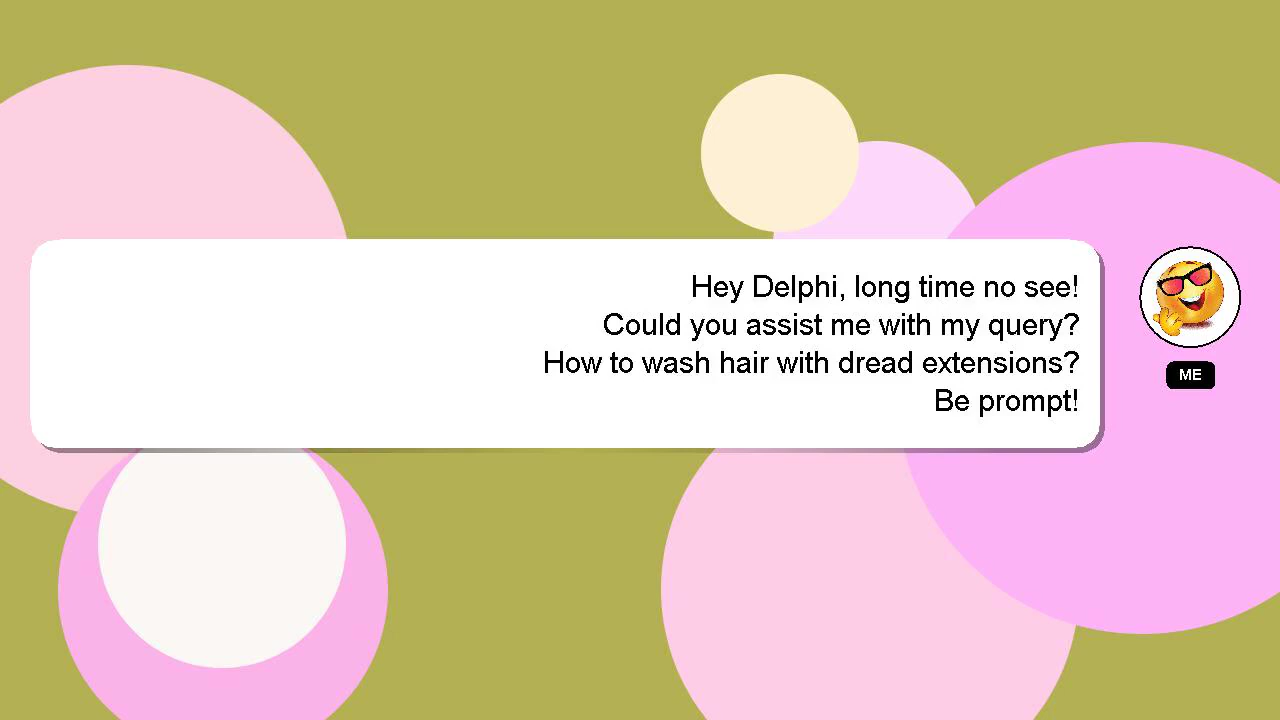 Hey Delphi, long time no see!
Could you assist me with my query?
How to wash hair with dread extensions?
Be prompt!
ME